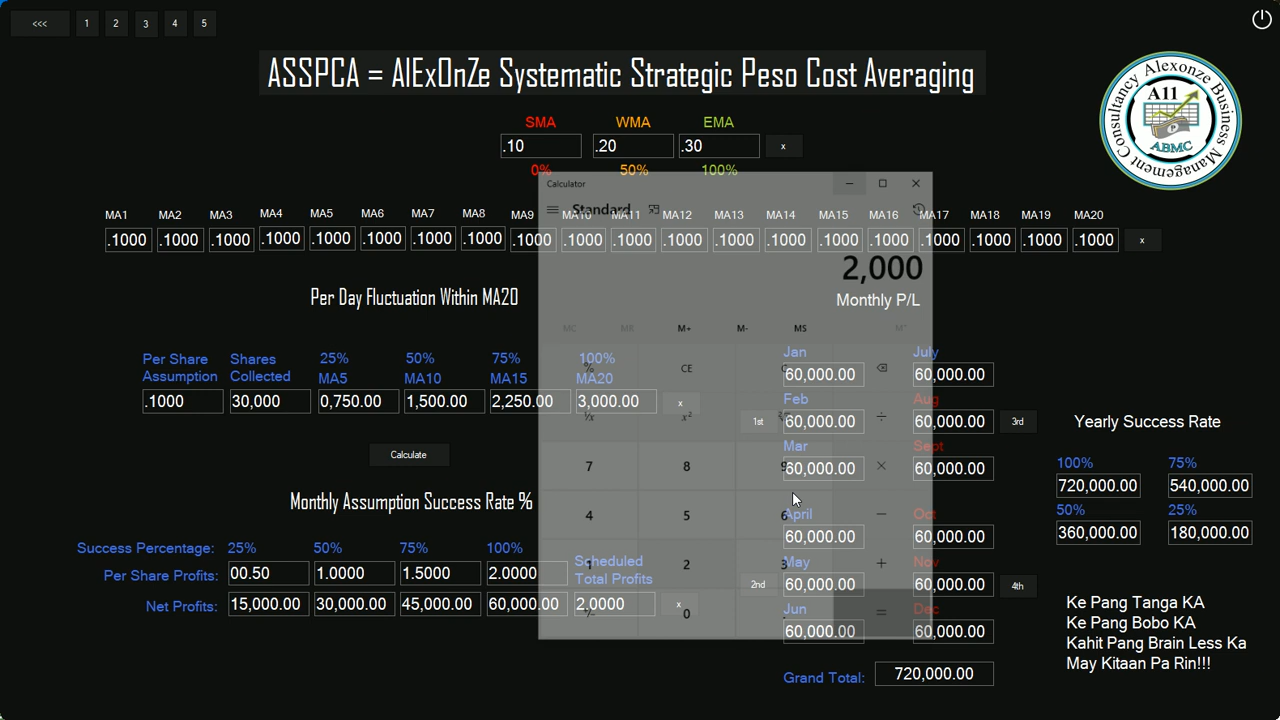 <<< 1 2 3 4 5
ASSPCA = AlExOnZe Systematic Strategic Peso Cost Averaging
Consultancy Alexonze Business Management
A11
ABMC
SMA WMA EMA
.10 .20 .30 x
0% 50% 100%
Calculator
Standard
MA1 MA2 MA3 MA4 MA5 MA6 MA7 MA8 MA9 MA10 MA11 MA12 MA13 MA14 MA15 MA16 MA17 MA18 MA19 MA20
.1000 .1000 .1000 .1000 .1000 .1000 .1000 .1000 .1000 .1000 .1000 .1000 .1000 .1000 .1000 .1000 .1000 .1000 .1000 .1000 x
2,000
Per Day Fluctuation Within MA20
Monthly P/L
MC MR M+ M- MS M˅
Per Share Assumption
Shares Collected
25% 50% 75% 100%
MA5 MA10 MA15 MA20
.1000 30,000 0,750.00 1,500.00 2,250.00 3,000.00 x
% CE C
⅟x x²
7 8 9 ×
4 5 6 −
1 2 3 +
0 =
÷
Calculate
Jan July
60,000.00 60,000.00
Feb Aug
1st 60,000.00 60,000.00 3rd
Mar Sept
60,000.00 60,000.00
April Oct
60,000.00 60,000.00
May Nov
2nd 60,000.00 60,000.00 4th
Jun Dec
60,000.00 60,000.00
Grand Total: 720,000.00
Monthly Assumption Success Rate %
Success Percentage: 25% 50% 75% 100%
Scheduled
Total Profits
Per Share Profits: 00.50 1.0000 1.5000 2.0000
Net Profits: 15,000.00 30,000.00 45,000.00 60,000.00 2.0000 x
Yearly Success Rate
100% 75%
720,000.00 540,000.00
50% 25%
360,000.00 180,000.00
Ke Pang Tanga KA
Ke Pang Bobo KA
Kahit Pang Brain Less Ka
May Kitaan Pa Rin!!!